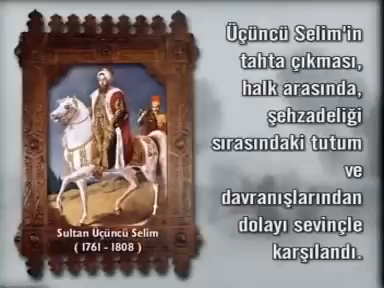 Üçüncü Selim'in
tahta çıkması,
halk arasında,
şehzadeliği
sırasındaki tutum
ve
davranışlarından
dolayı sevinçle
karşılandı.
Sultan Üçüncü Selim
( 1761 - 1808 )